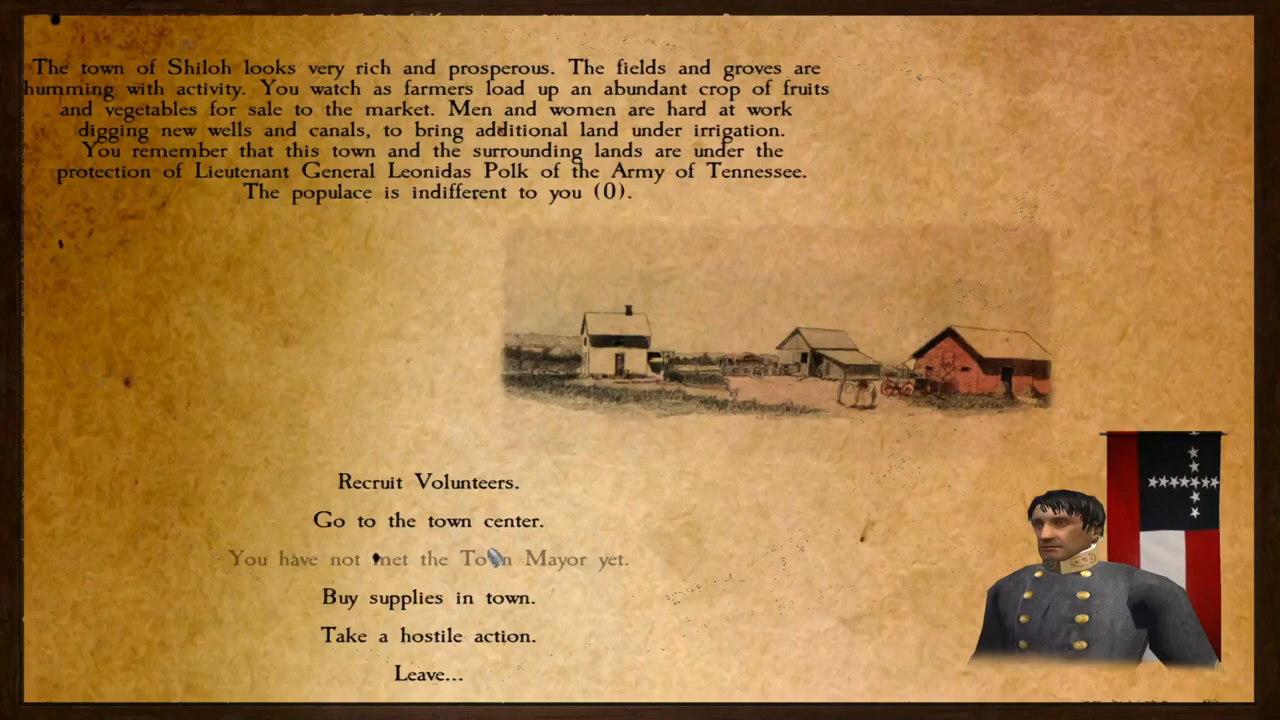 The town of Shiloh looks very rich and prosperous. The fields and groves are
humming with activity. You watch as farmers load up an abundant crop of fruits
and vegetables for sale to the market. Men and women are hard at work
digging new wells and canals, to bring additional land under irrigation.
You remember that this town and the surrounding lands are under the
protection of Lieutenant General Leonidas Polk of the Army of Tennessee.
The populace is indifferent to you (0).
Recruit Volunteers.
Go to the town center.
You have not met the Town Mayor yet.
Buy supplies in town.
Take a hostile action.
Leave...